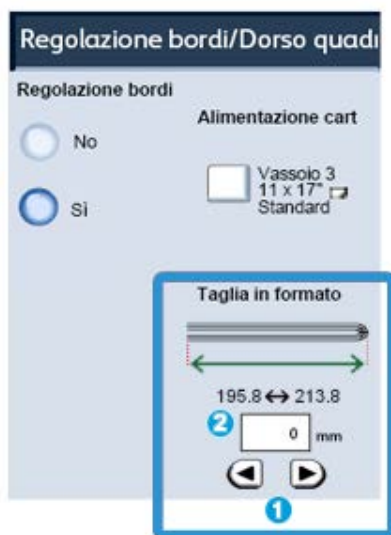 Regolazione bordi/Dorso quadr
Regolazione bordi
No
Sì
Alimentazione cart
Vassoio 3
11 x 17"
Standard
Taglia in formato
195.8 ↔ 213.8
2
0 mm
1